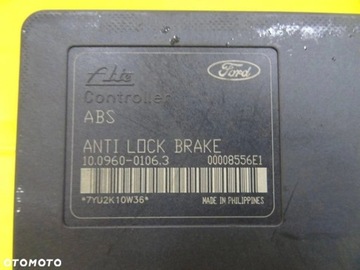 Ate
Ford
Controller
ABS
ANTI LOCK BRAKE
10.0960-0106.3 00008556E1
*7YU2K10W36*
MADE IN PHILIPPINES
OTOMOTO